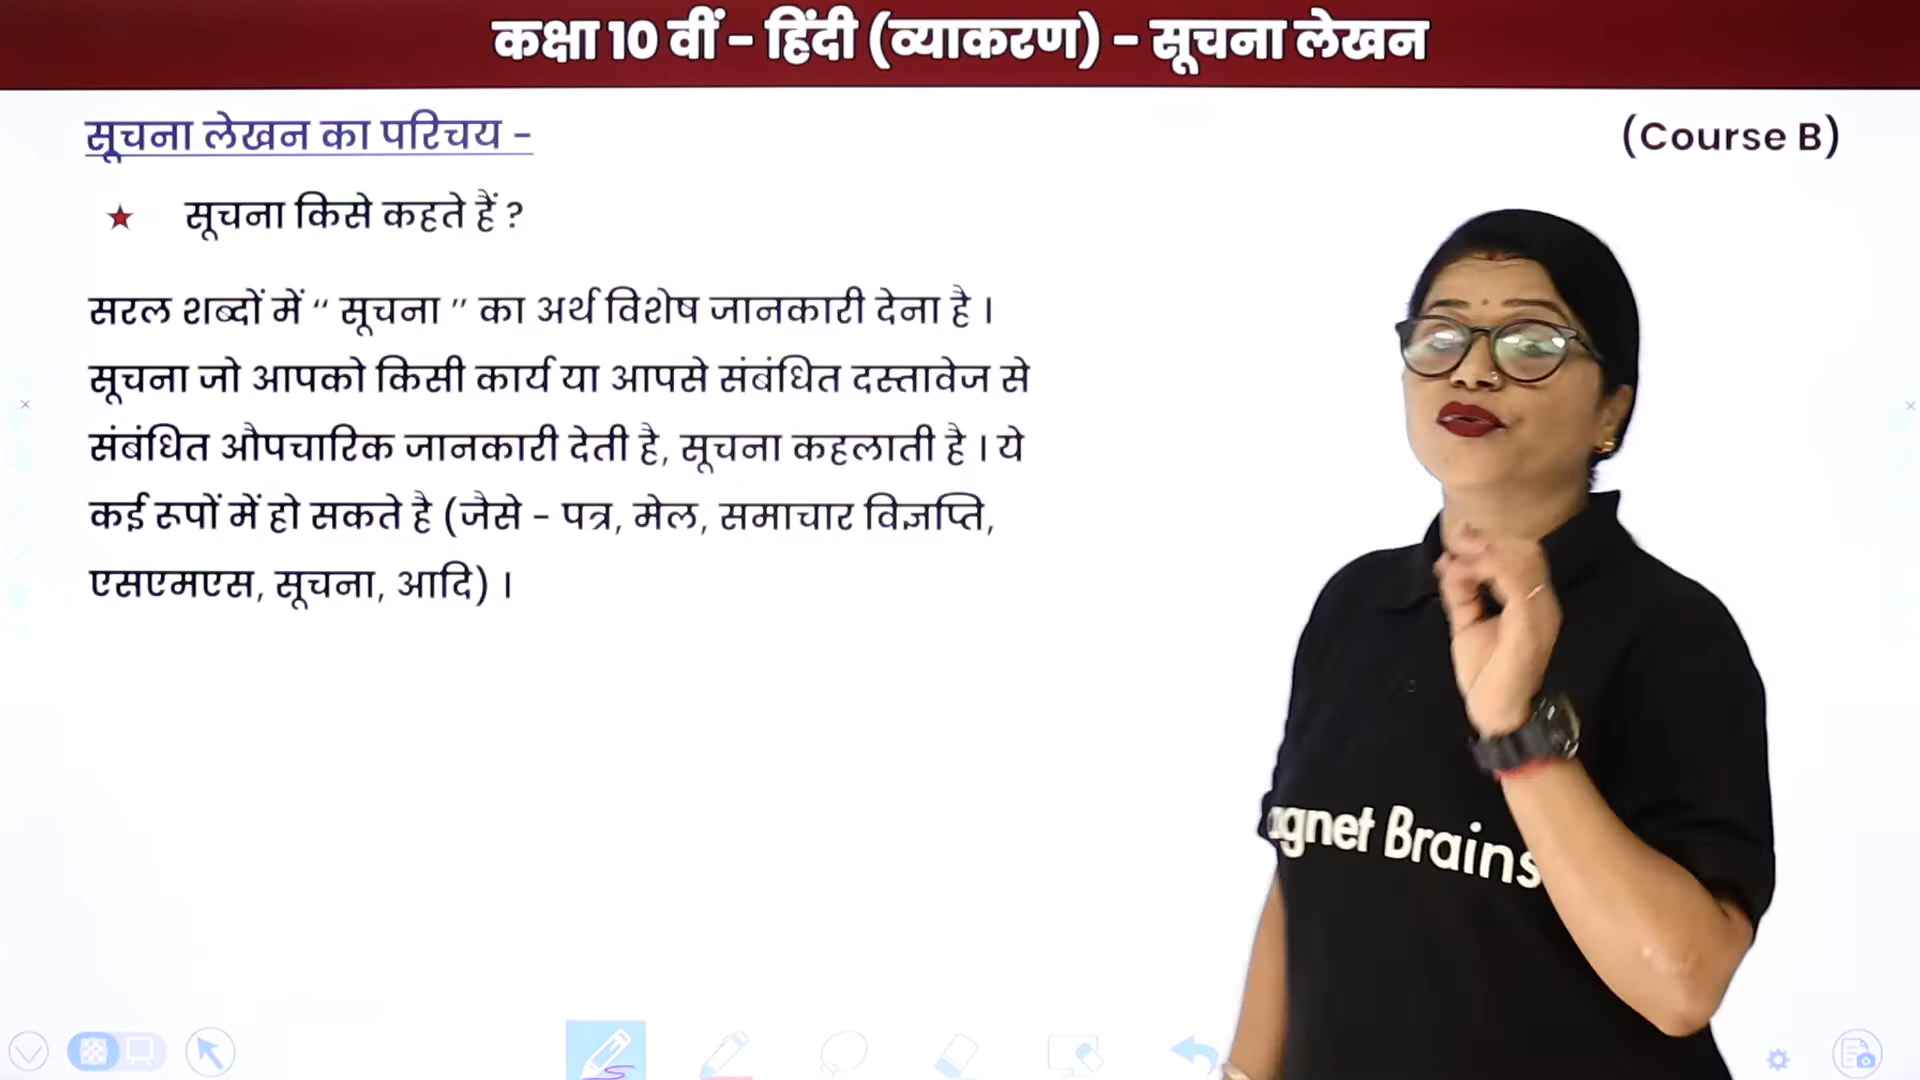 कक्षा 10 वीं - हिंदी (व्याकरण) - सूचना लेखन
सूचना लेखन का परिचय -
(Course B)
★ सूचना किसे कहते हैं ?
सरल शब्दों में “ सूचना ” का अर्थ विशेष जानकारी देना है ।
सूचना जो आपको किसी कार्य या आपसे संबंधित दस्तावेज से
संबंधित औपचारिक जानकारी देती है, सूचना कहलाती है । ये
कई रूपों में हो सकते है (जैसे - पत्र, मेल, समाचार विज्ञप्ति,
एसएमएस, सूचना, आदि) ।
agnet Brains